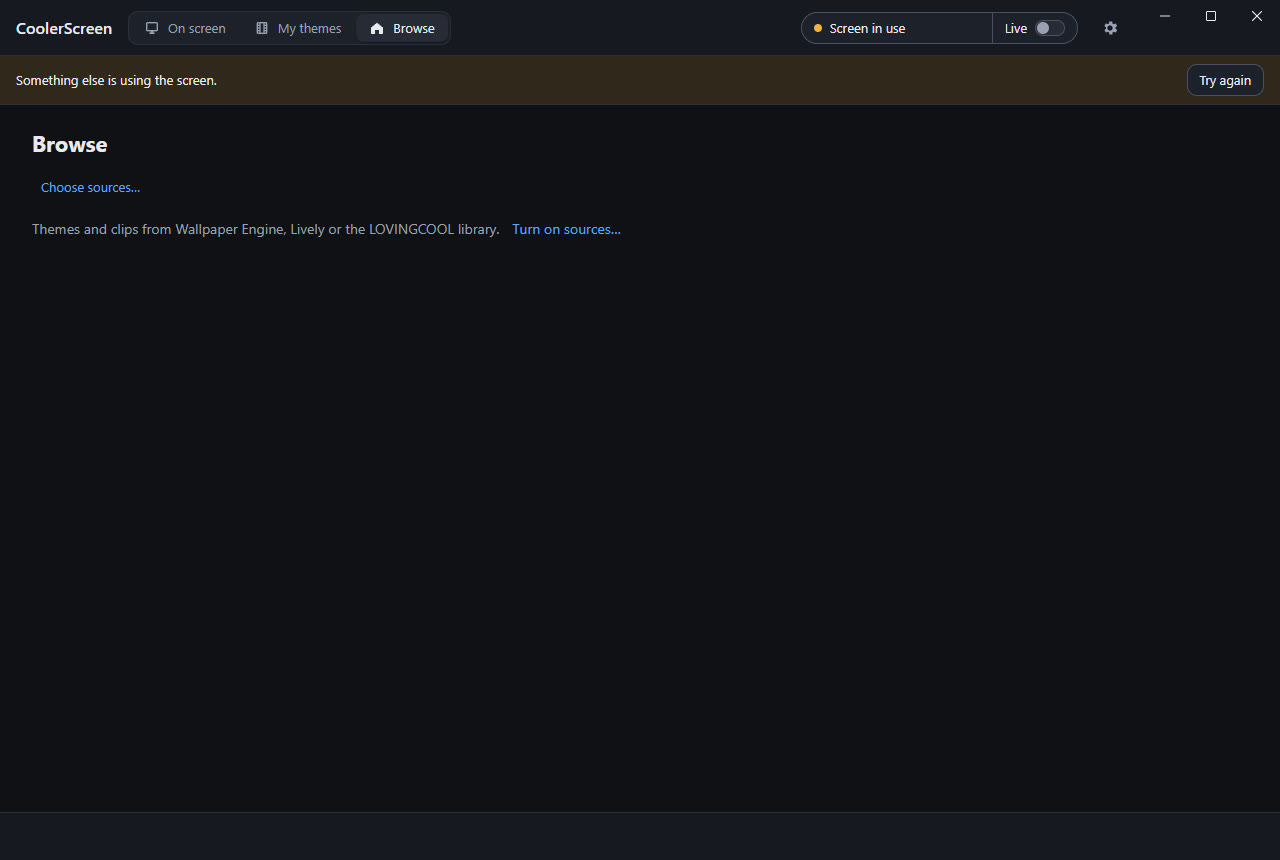 CoolerScreen
On screen
My themes
Browse
Screen in use
Live
Something else is using the screen.
Try again
Browse
Choose sources...
Themes and clips from Wallpaper Engine, Lively or the LOVINGCOOL library. Turn on sources...